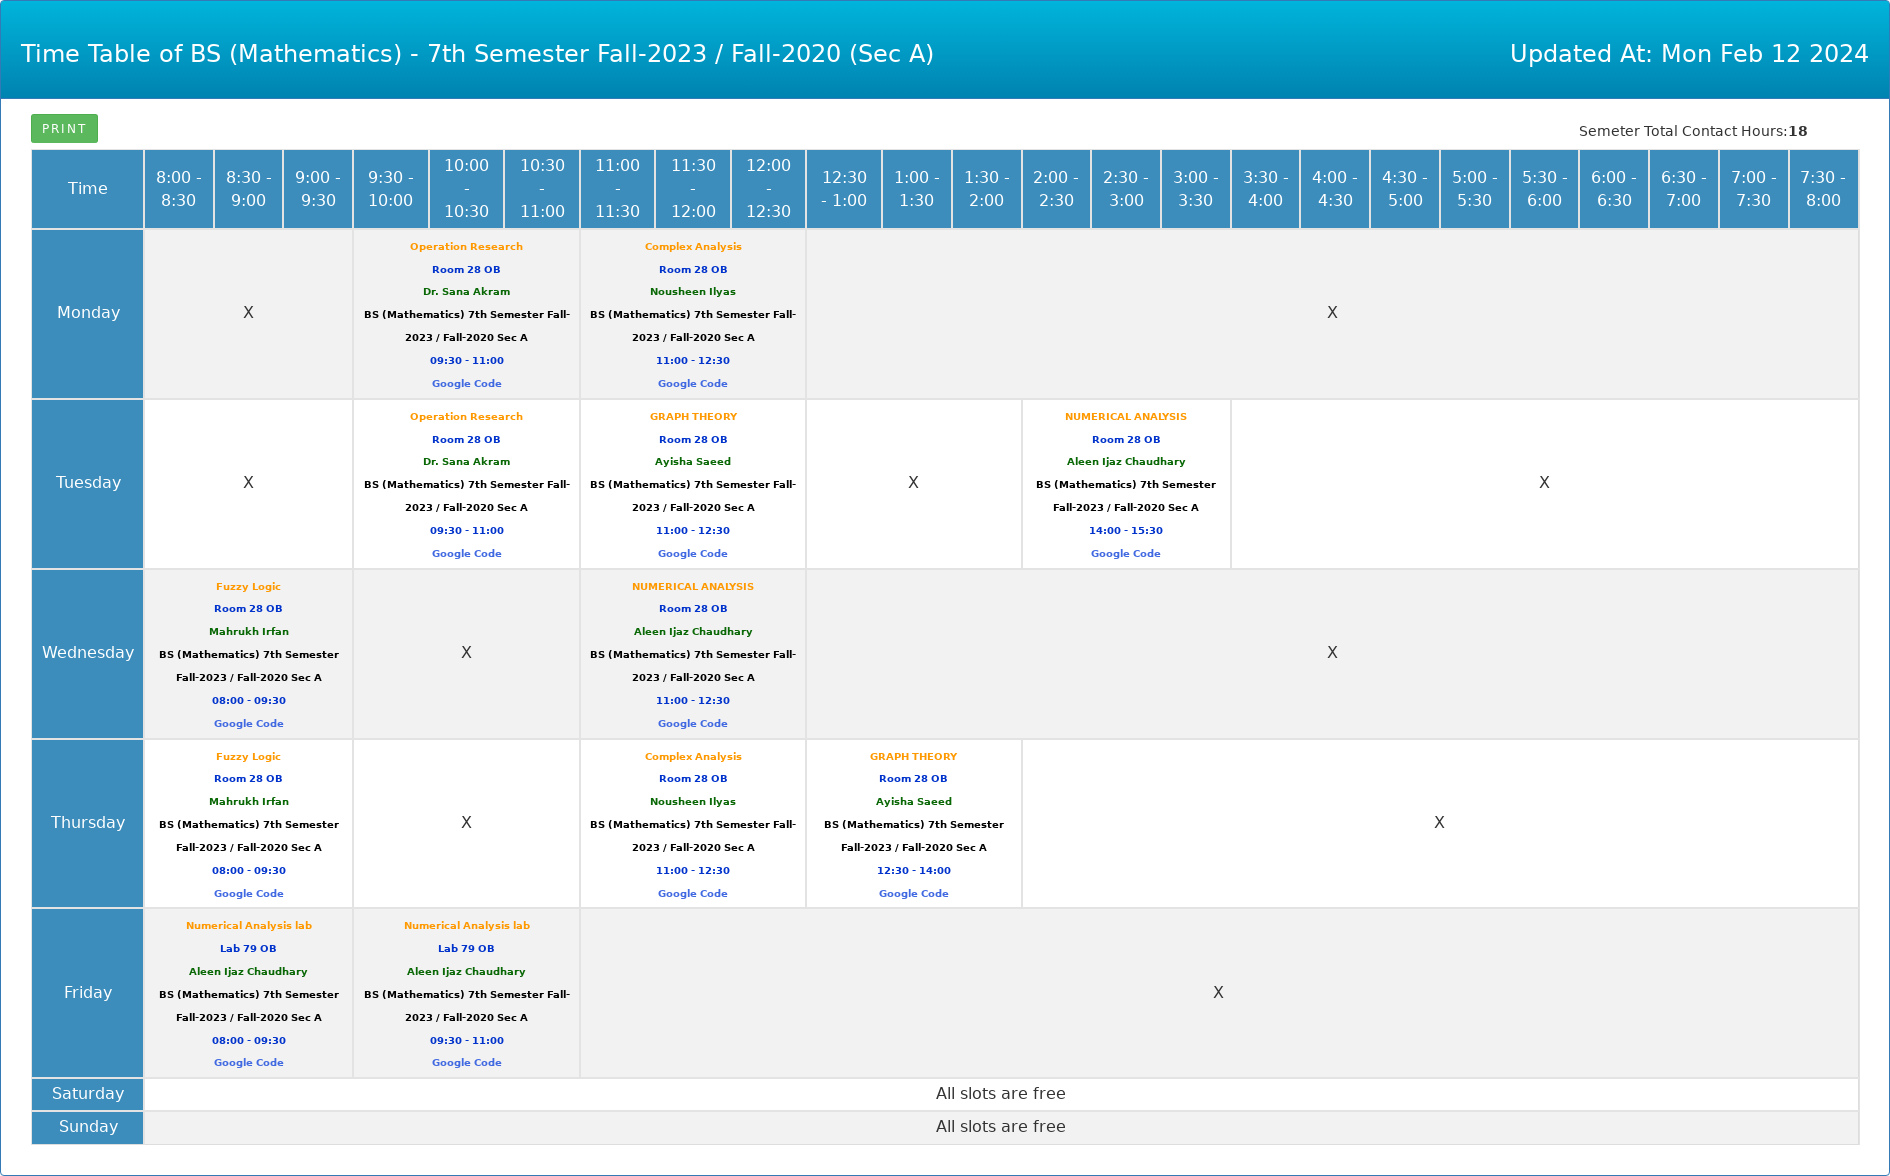 Time Table of BS (Mathematics) - 7th Semester Fall-2023 / Fall-2020 (Sec A)
Updated At: Mon Feb 12 2024
PRINT
Semeter Total Contact Hours:18
Time
8:00 -
8:30
8:30 -
9:00
9:00 -
9:30
9:30 -
10:00
10:00
-
10:30
10:30
-
11:00
11:00
-
11:30
11:30
-
12:00
12:00
-
12:30
12:30
- 1:00
1:00 -
1:30
1:30 -
2:00
2:00 -
2:30
2:30 -
3:00
3:00 -
3:30
3:30 -
4:00
4:00 -
4:30
4:30 -
5:00
5:00 -
5:30
5:30 -
6:00
6:00 -
6:30
6:30 -
7:00
7:00 -
7:30
7:30 -
8:00
Monday
X
Operation Research
Room 28 OB
Dr. Sana Akram
BS (Mathematics) 7th Semester Fall-
2023 / Fall-2020 Sec A
09:30 - 11:00
Google Code
Complex Analysis
Room 28 OB
Nousheen Ilyas
BS (Mathematics) 7th Semester Fall-
2023 / Fall-2020 Sec A
11:00 - 12:30
Google Code
X
Tuesday
X
Operation Research
Room 28 OB
Dr. Sana Akram
BS (Mathematics) 7th Semester Fall-
2023 / Fall-2020 Sec A
09:30 - 11:00
Google Code
GRAPH THEORY
Room 28 OB
Ayisha Saeed
BS (Mathematics) 7th Semester Fall-
2023 / Fall-2020 Sec A
11:00 - 12:30
Google Code
X
NUMERICAL ANALYSIS
Room 28 OB
Aleen Ijaz Chaudhary
BS (Mathematics) 7th Semester
Fall-2023 / Fall-2020 Sec A
14:00 - 15:30
Google Code
X
Wednesday
Fuzzy Logic
Room 28 OB
Mahrukh Irfan
BS (Mathematics) 7th Semester
Fall-2023 / Fall-2020 Sec A
08:00 - 09:30
Google Code
X
NUMERICAL ANALYSIS
Room 28 OB
Aleen Ijaz Chaudhary
BS (Mathematics) 7th Semester Fall-
2023 / Fall-2020 Sec A
11:00 - 12:30
Google Code
X
Thursday
Fuzzy Logic
Room 28 OB
Mahrukh Irfan
BS (Mathematics) 7th Semester
Fall-2023 / Fall-2020 Sec A
08:00 - 09:30
Google Code
X
Complex Analysis
Room 28 OB
Nousheen Ilyas
BS (Mathematics) 7th Semester Fall-
2023 / Fall-2020 Sec A
11:00 - 12:30
Google Code
GRAPH THEORY
Room 28 OB
Ayisha Saeed
BS (Mathematics) 7th Semester
Fall-2023 / Fall-2020 Sec A
12:30 - 14:00
Google Code
X
Friday
Numerical Analysis lab
Lab 79 OB
Aleen Ijaz Chaudhary
BS (Mathematics) 7th Semester
Fall-2023 / Fall-2020 Sec A
08:00 - 09:30
Google Code
Numerical Analysis lab
Lab 79 OB
Aleen Ijaz Chaudhary
BS (Mathematics) 7th Semester Fall-
2023 / Fall-2020 Sec A
09:30 - 11:00
Google Code
X
Saturday
All slots are free
Sunday
All slots are free